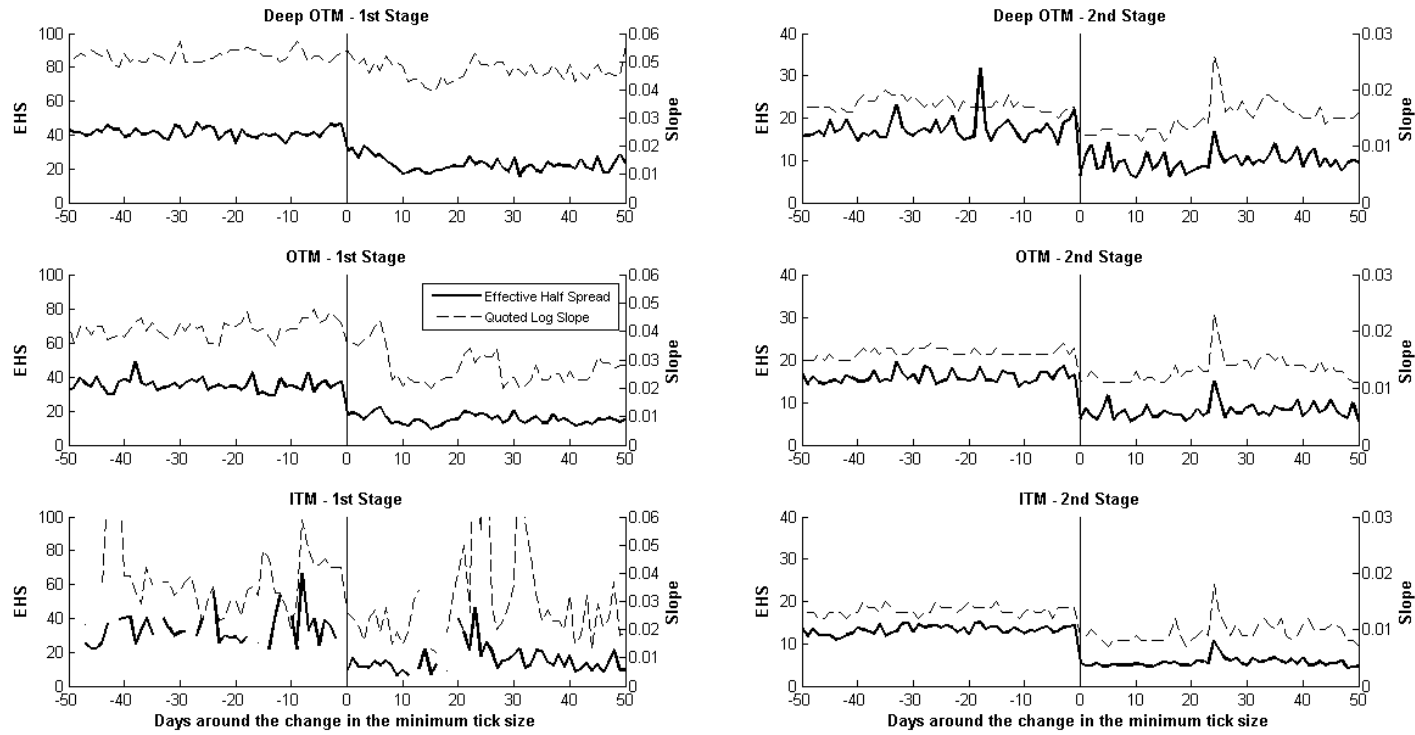 Deep OTM - 1st Stage
100
80
60
40
20
0
EHS
0.06
0.05
0.04
0.03
0.02
0.01
0
Slope
-50 -40 -30 -20 -10 0 10 20 30 40 50
Deep OTM - 2nd Stage
40
30
20
10
0
EHS
0.03
0.02
0.01
0
Slope
-50 -40 -30 -20 -10 0 10 20 30 40 50
OTM - 1st Stage
100
80
60
40
20
0
EHS
Effective Half Spread
Quoted Log Slope
0.06
0.05
0.04
0.03
0.02
0.01
0
Slope
-50 -40 -30 -20 -10 0 10 20 30 40 50
OTM - 2nd Stage
40
30
20
10
0
EHS
0.03
0.02
0.01
0
Slope
-50 -40 -30 -20 -10 0 10 20 30 40 50
ITM - 1st Stage
100
80
60
40
20
0
EHS
0.06
0.05
0.04
0.03
0.02
0.01
0
Slope
-50 -40 -30 -20 -10 0 10 20 30 40 50
Days around the change in the minimum tick size
ITM - 2nd Stage
40
30
20
10
0
EHS
0.03
0.02
0.01
0
Slope
-50 -40 -30 -20 -10 0 10 20 30 40 50
Days around the change in the minimum tick size